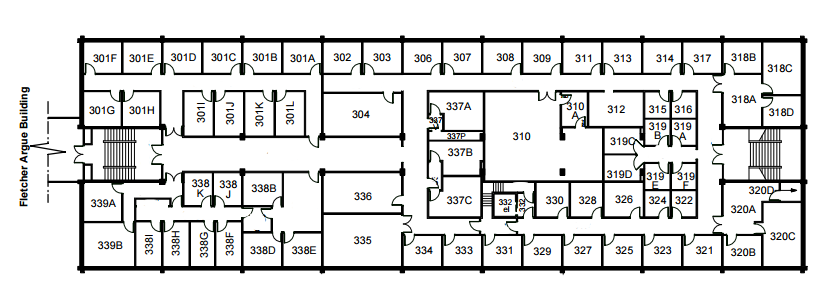 301F 301E 301D 301C 301B 301A 302 303 306 307 308 309 311 313 314 317 318B 318C
301G 301H 301I 301J 301K 301L 304 337A 310 310 A 312 315 316 318A 318D
337P 319 B 319 A
337B 319C
Fletcher Argue Building
319D 319 E 319 F 320D
339A 338 K 338 J 338B 336 337C 332 el 332 330 328 326 324 322 320A
339B 338I 338H 338G 338F 338D 338E 335 334 333 331 329 327 325 323 321 320B 320C